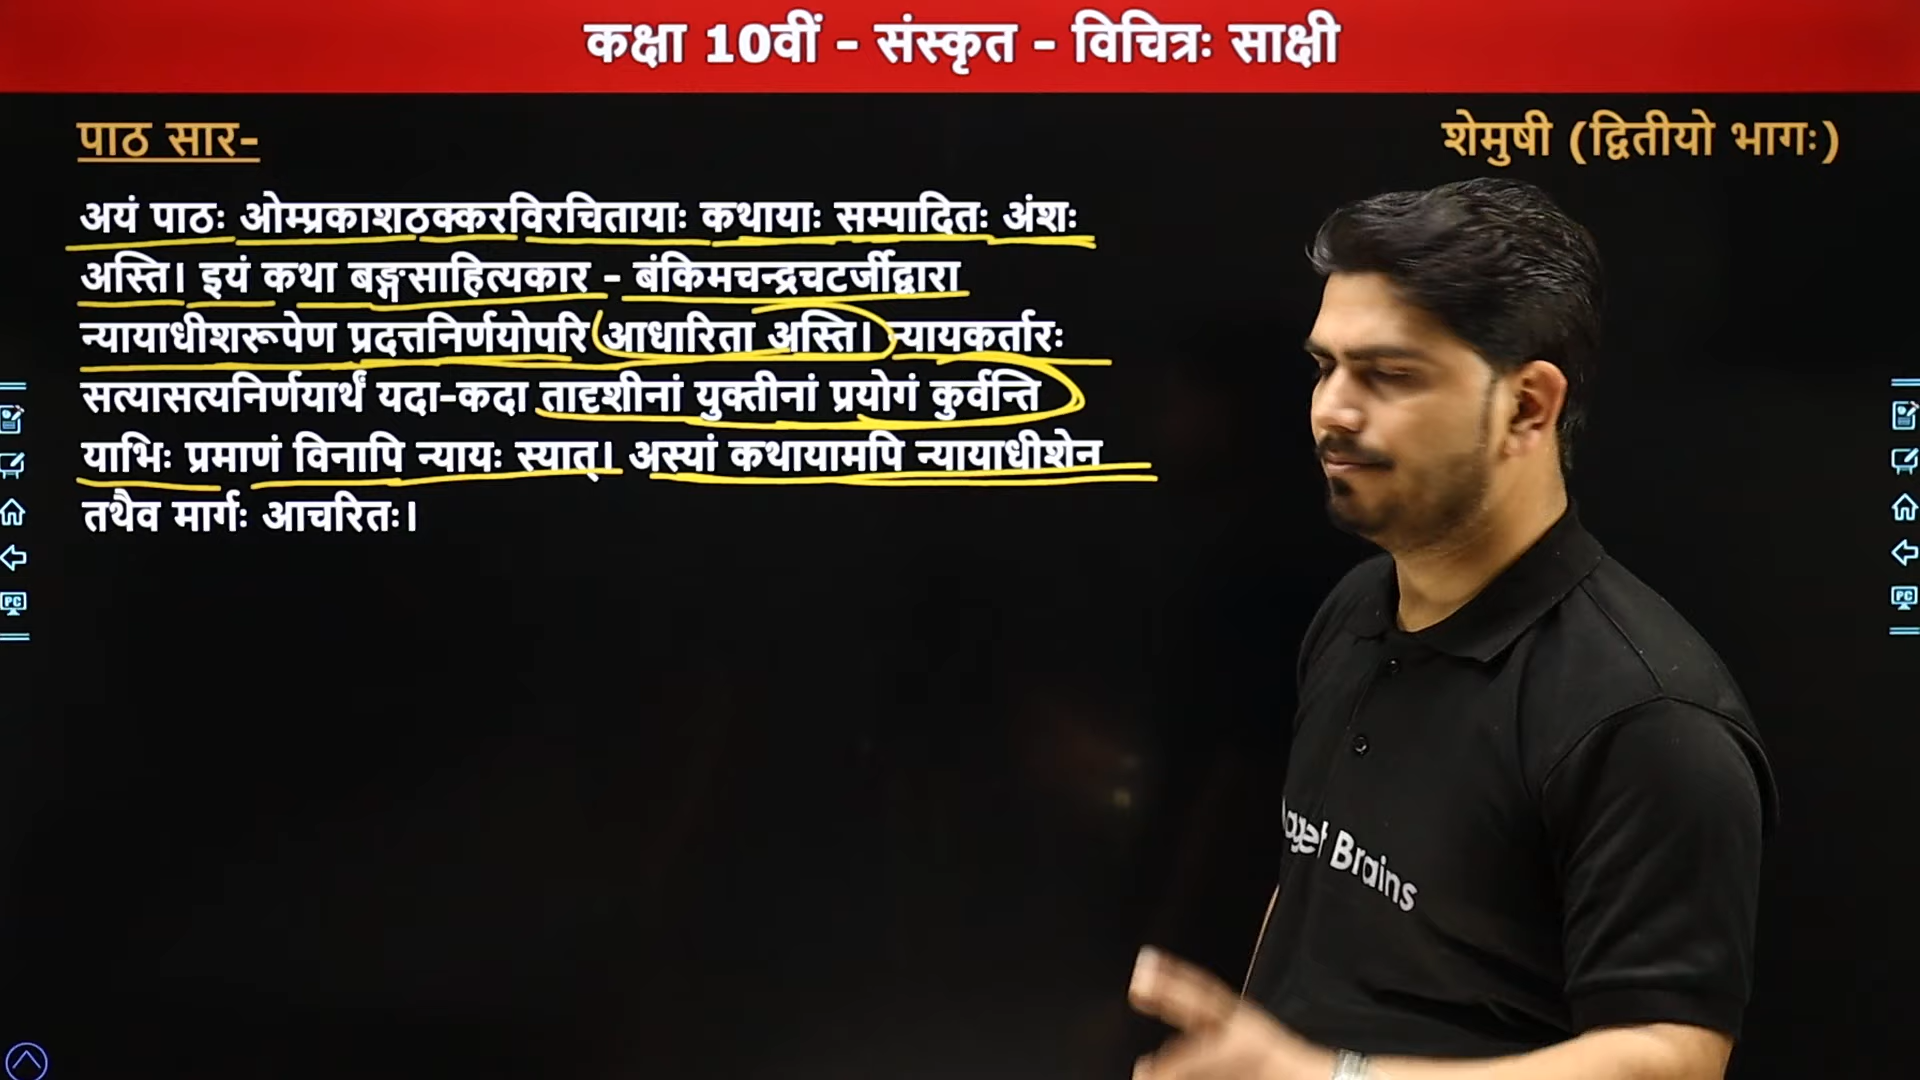 कक्षा 10वीं - संस्कृत - विचित्रः साक्षी
पाठ सार-
शेमुषी (द्वितीयो भागः)
अयं पाठः ओम्प्रकाशठक्करविरचितायाः कथायाः सम्पादितः अंशः
अस्ति। इयं कथा बङ्गसाहित्यकार - बंकिमचन्द्रचटर्जीद्वारा
न्यायाधीशरूपेण प्रदत्तनिर्णयोपरि आधारिता अस्ति। न्यायकर्तारः
सत्यासत्यनिर्णयार्थं यदा-कदा तादृशीनां युक्तीनां प्रयोगं कुर्वन्ति
याभिः प्रमाणं विनापि न्यायः स्यात्। अस्यां कथायामपि न्यायाधीशेन
तथैव मार्गः आचरितः।
Brains
PC
PC